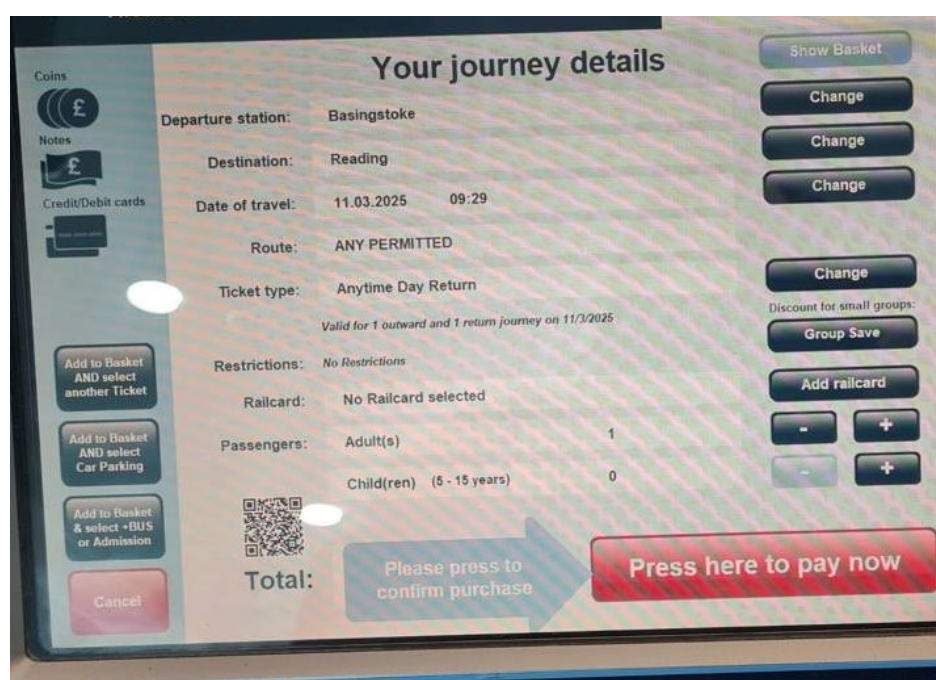 Your journey details
Show Basket
Coins
£
Departure station: Basingstoke
Change
Notes
£
Destination: Reading
Change
Credit/Debit cards
Date of travel: 11.03.2025 09:29
Change
Route: ANY PERMITTED
Ticket type: Anytime Day Return
Change
Valid for 1 outward and 1 return journey on 11/3/2025
Discount for small groups:
Group Save
Restrictions: No Restrictions
Railcard: No Railcard selected
Add railcard
Passengers: Adult(s) 1
- +
Child(ren) (5 - 15 years) 0
- +
Add to Basket
AND select
another Ticket
Add to Basket
AND select
Car Parking
Add to Basket
& select +BUS
or Admission
Cancel
Total:
Please press to
confirm purchase
Press here to pay now